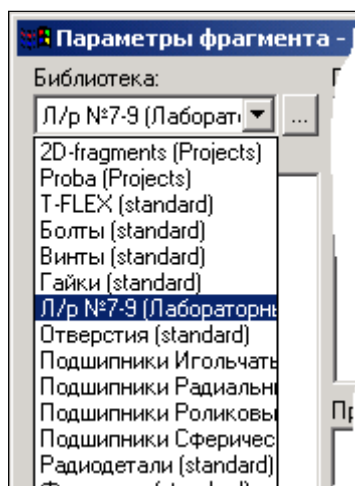 Параметры фрагмента -
Библиотека:
Л/р №7-9 (Лаборат
...
2D-fragments (Projects)
Proba (Projects)
T-FLEX (standard)
Болты (standard)
Винты (standard)
Гайки (standard)
Л/р №7-9 (Лабораторны
Отверстия (standard)
Подшипники Игольчаты
Подшипники Радиальн
Подшипники Роликовы
Пр
Подшипники Сферичес
Радиодетали (standard)